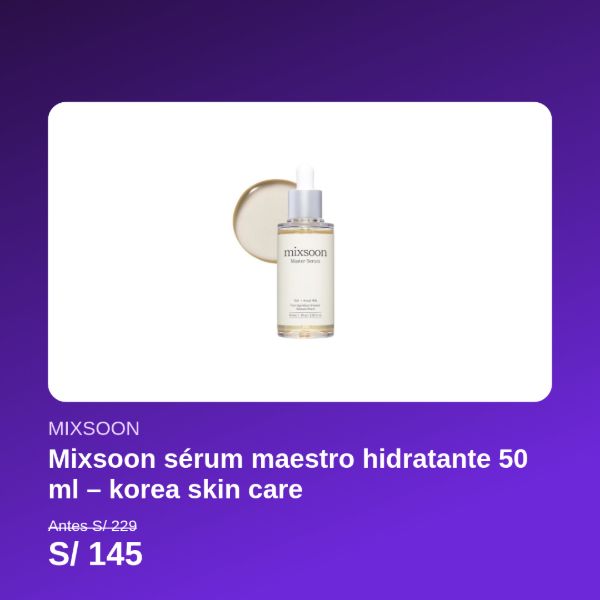 mixsoon
Master Serum
MIXSOON
Mixsoon sérum maestro hidratante 50
ml – korea skin care
Antes S/ 229
S/ 145